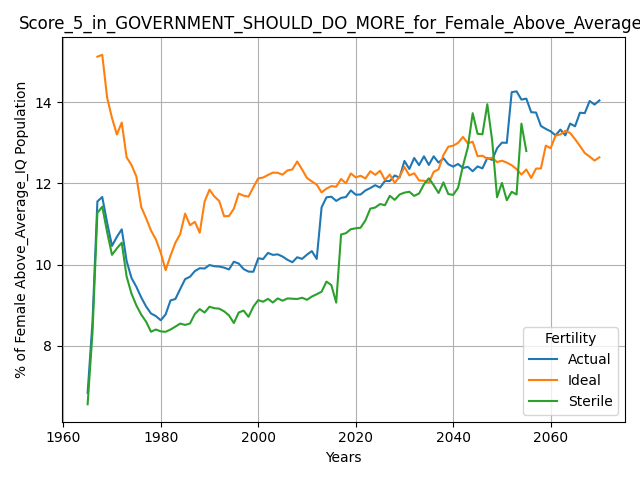 Score_5_in_GOVERNMENT_SHOULD_DO_MORE_for_Female_Above_Average
% of Female Above_Average_IQ Population
14
12
10
8
1960 1980 2000 2020 2040 2060
Years
Fertility
Actual
Ideal
Sterile